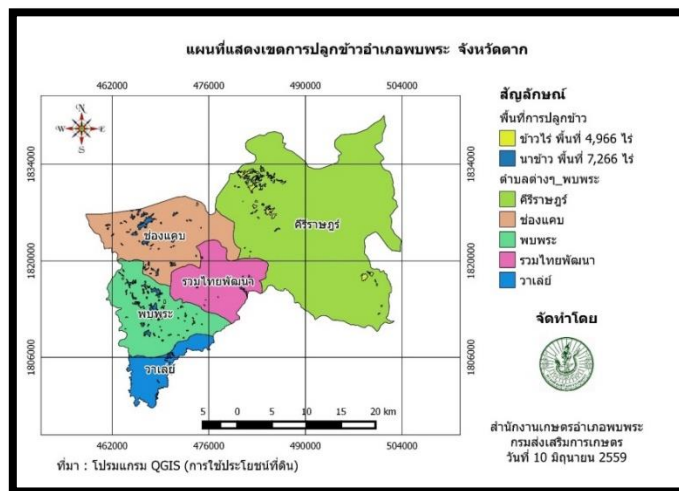 แผนที่แสดงเขตการปลูกข้าวอำเภอพบพระ จังหวัดตาก
462000 476000 490000 504000
N
W E
S
1834000 1834000
1820000 1820000
1806000 1806000
คีรีราษฎร์
ช่องแคบ
รวมไทยพัฒนา
พบพระ
วาเล่ย์
5 0 5 10 15 20 km
462000 476000 490000 504000
ที่มา : โปรมแกรม QGIS (การใช้ประโยชน์ที่ดิน)
สัญลักษณ์
พื้นที่การปลูกข้าว
ข้าวไร่ พื้นที่ 4,966 ไร่
นาข้าว พื้นที่ 7,266 ไร่
ตำบลต่างๆ_พบพระ
คีรีราษฎร์
ช่องแคบ
พบพระ
รวมไทยพัฒนา
วาเล่ย์
จัดทำโดย
สำนักงานเกษตรอำเภอพบพระ
กรมส่งเสริมการเกษตร
วันที่ 10 มิถุนายน 2559